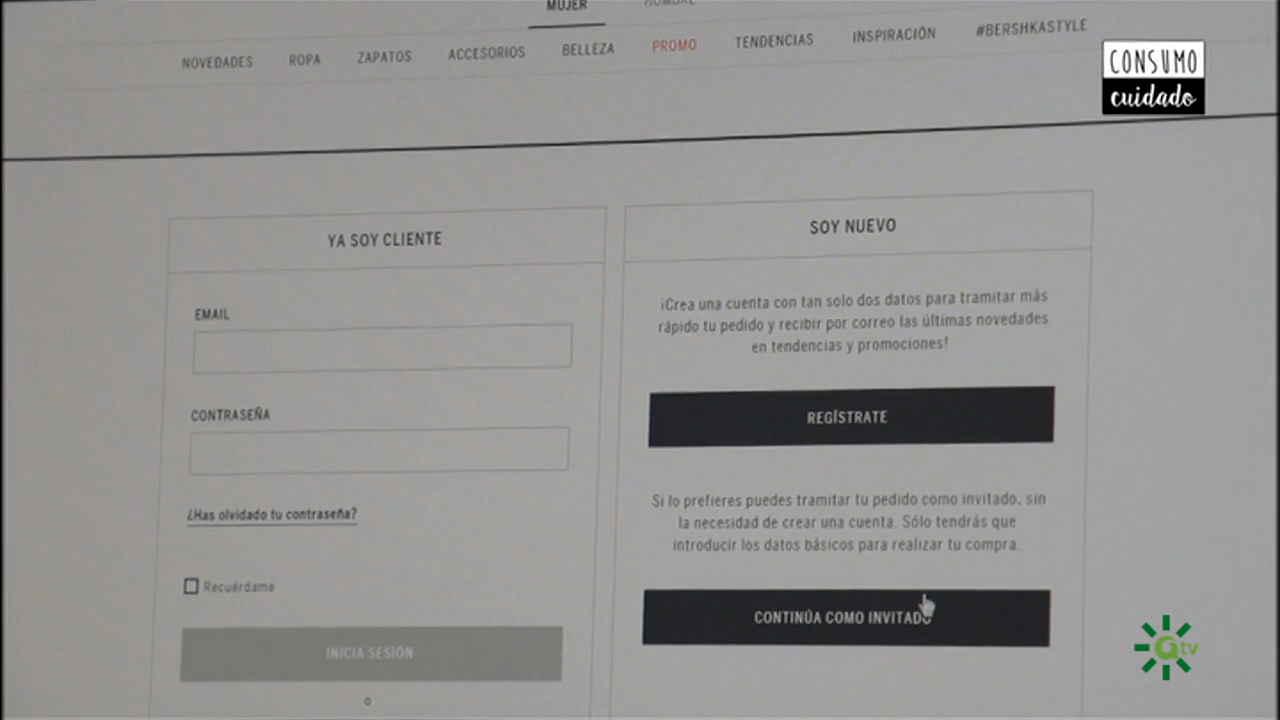 MUJER
HOMBRE
NOVEDADES
ROPA
ZAPATOS
ACCESORIOS
BELLEZA
PROMO
TENDENCIAS
INSPIRACIÓN
#BERSHKASTYLE
CONSUMO
cuidado
YA SOY CLIENTE
EMAIL
CONTRASEÑA
¿Has olvidado tu contraseña?
Recuérdame
INICIA SESIÓN
o
SOY NUEVO
¡Crea una cuenta con tan solo dos datos para tramitar más
rápido tu pedido y recibir por correo las últimas novedades
en tendencias y promociones!
REGÍSTRATE
Si lo prefieres puedes tramitar tu pedido como invitado, sin
la necesidad de crear una cuenta. Sólo tendrás que
introducir los datos básicos para realizar tu compra.
CONTINÚA COMO INVITADO
atv